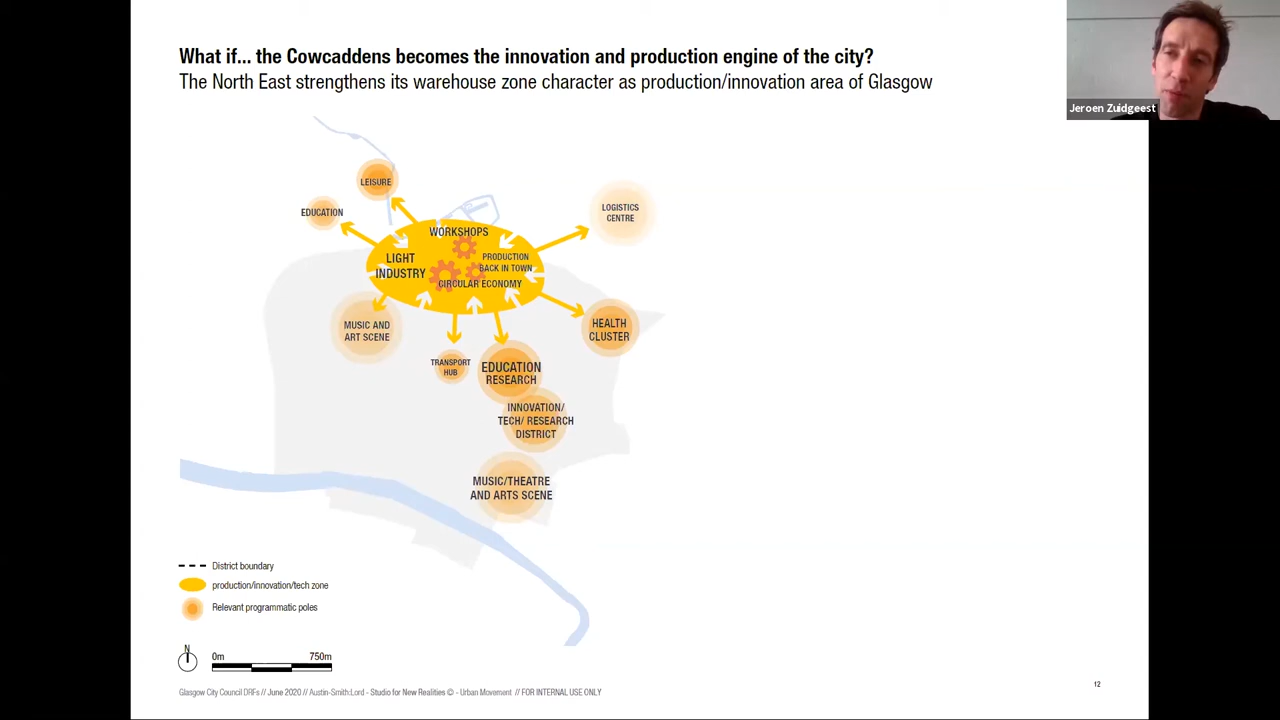 What if... the Cowcaddens becomes the innovation and production engine of the city?
The North East strengthens its warehouse zone character as production/innovation area of Glasgow
Jeroen Zuidgeest
LEISURE
EDUCATION
LOGISTICS
CENTRE
WORKSHOPS
LIGHT
INDUSTRY
PRODUCTION
BACK IN TOWN
CIRCULAR ECONOMY
MUSIC AND
ART SCENE
HEALTH
CLUSTER
TRANSPORT
HUB
EDUCATION
RESEARCH
INNOVATION/
TECH/ RESEARCH
DISTRICT
MUSIC/THEATRE
AND ARTS SCENE
District boundary
production/innovation/tech zone
Relevant programmatic poles
N
0m 750m
Glasgow City Council DRFs // June 2020 // Austin-Smith:Lord - Studio for New Realities © - Urban Movement // FOR INTERNAL USE ONLY
12